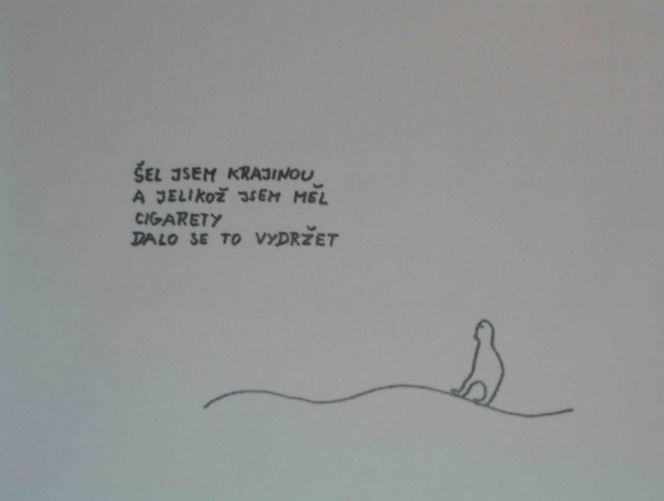 ŠEL JSEM KRAJINOU
A JELIKOŽ JSEM MĚL
CIGARETY
DALO SE TO VYDRŽET